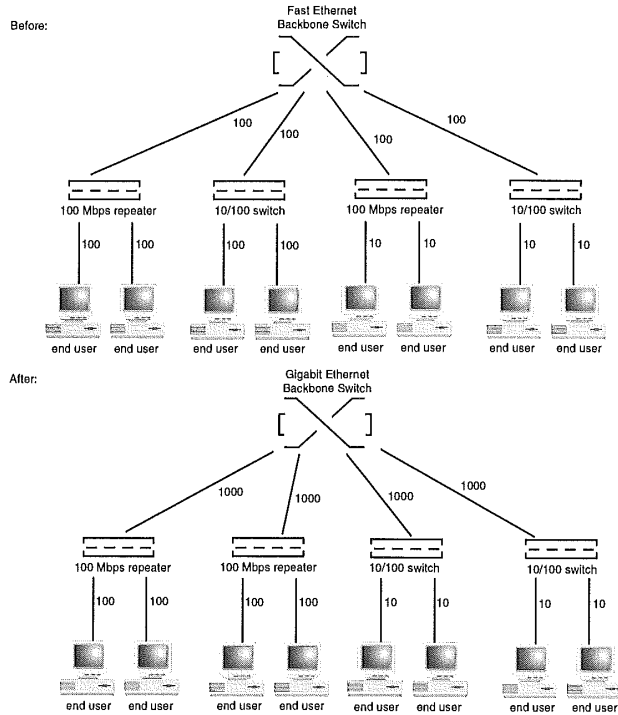 Before:
Fast Ethernet
Backbone Switch
100
100
100
100
100 Mbps repeater
10/100 switch
100 Mbps repeater
10/100 switch
100
100
100
100
10
10
10
10
end user
end user
end user
end user
end user
end user
end user
end user
After:
Gigabit Ethernet
Backbone Switch
1000
1000
1000
1000
100 Mbps repeater
100 Mbps repeater
10/100 switch
10/100 switch
100
100
100
100
10
10
10
10
end user
end user
end user
end user
end user
end user
end user
end user